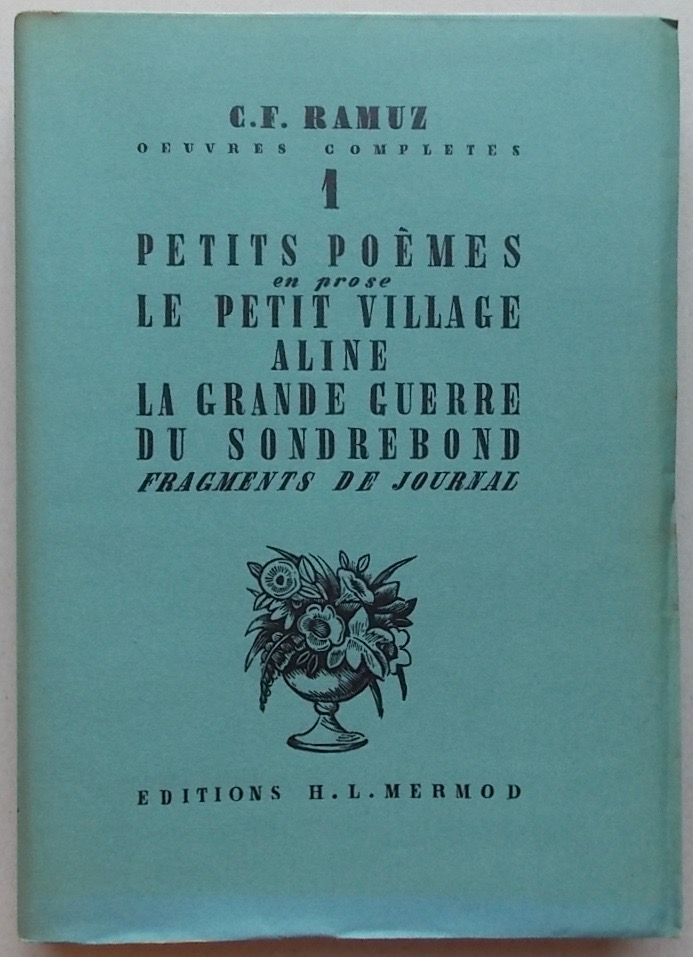 C.F. RAMUZ
OEUVRES COMPLETES
1
PETITS POÈMES
en prose
LE PETIT VILLAGE
ALINE
LA GRANDE GUERRE
DU SONDREBOND
FRAGMENTS DE JOURNAL
EDITIONS H.L.MERMOD